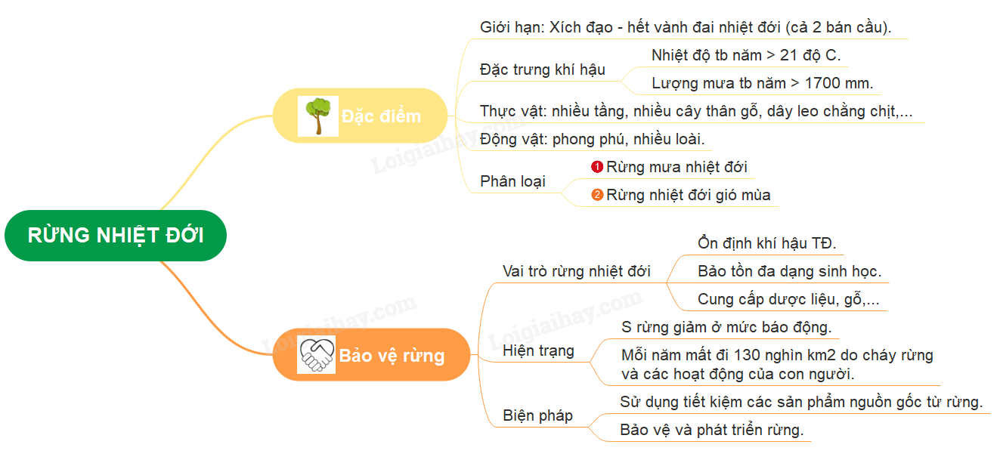 RỪNG NHIỆT ĐỚI
Đặc điểm
Giới hạn: Xích đạo - hết vành đai nhiệt đới (cả 2 bán cầu).
Đặc trưng khí hậu
Nhiệt độ tb năm > 21 độ C.
Lượng mưa tb năm > 1700 mm.
Thực vật: nhiều tầng, nhiều cây thân gỗ, dây leo chằng chịt,...
Động vật: phong phú, nhiều loài.
Phân loại
1 Rừng mưa nhiệt đới
2 Rừng nhiệt đới gió mùa
Bảo vệ rừng
Vai trò rừng nhiệt đới
Ổn định khí hậu TĐ.
Bảo tồn đa dạng sinh học.
Cung cấp dược liệu, gỗ,...
Hiện trạng
S rừng giảm ở mức báo động.
Mỗi năm mất đi 130 nghìn km2 do cháy rừng
và các hoạt động của con người.
Biện pháp
Sử dụng tiết kiệm các sản phẩm nguồn gốc từ rừng.
Bảo vệ và phát triển rừng.
Loigiaihay.com
Loigiaihay.com
Loigiaihay.com